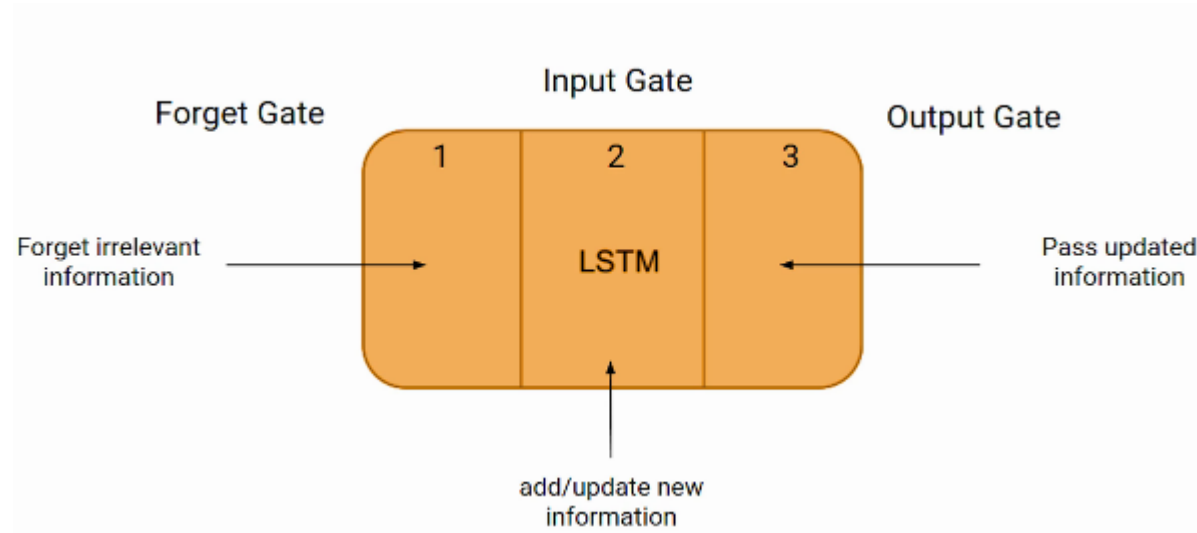 Input Gate
Forget Gate
Output Gate
1
2
3
Forget irrelevant
information
LSTM
Pass updated
information
add/update new
information